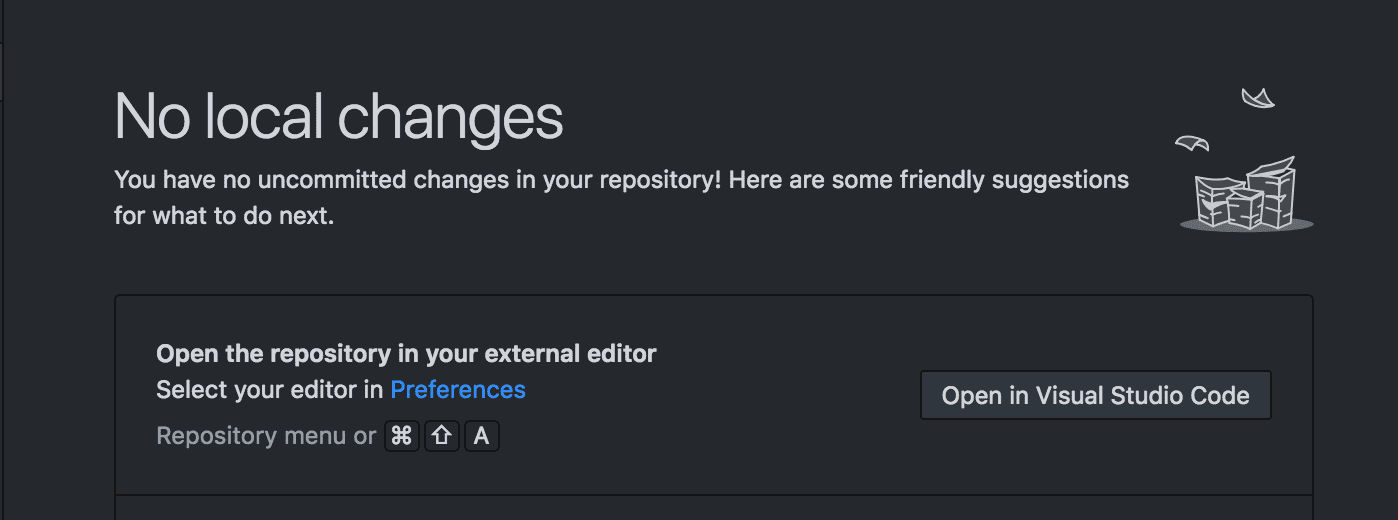 No local changes
You have no uncommitted changes in your repository! Here are some friendly suggestions
for what to do next.
Open the repository in your external editor
Select your editor in Preferences
Open in Visual Studio Code
Repository menu or ⌘ ⇧ A